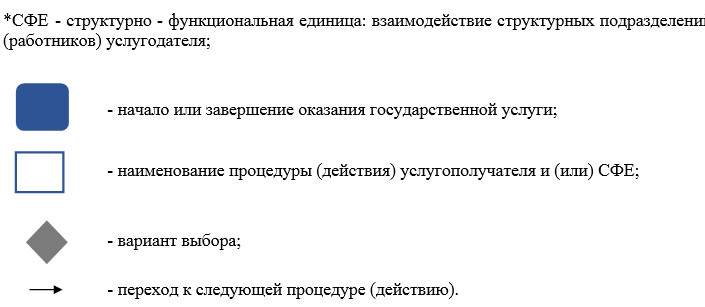 *СФЕ - структурно - функциональная единица: взаимодействие структурных подразделени
(работников) услугодателя;
- начало или завершение оказания государственной услуги;
- наименование процедуры (действия) услугополучателя и (или) СФЕ;
- вариант выбора;
- переход к следующей процедуре (действию).